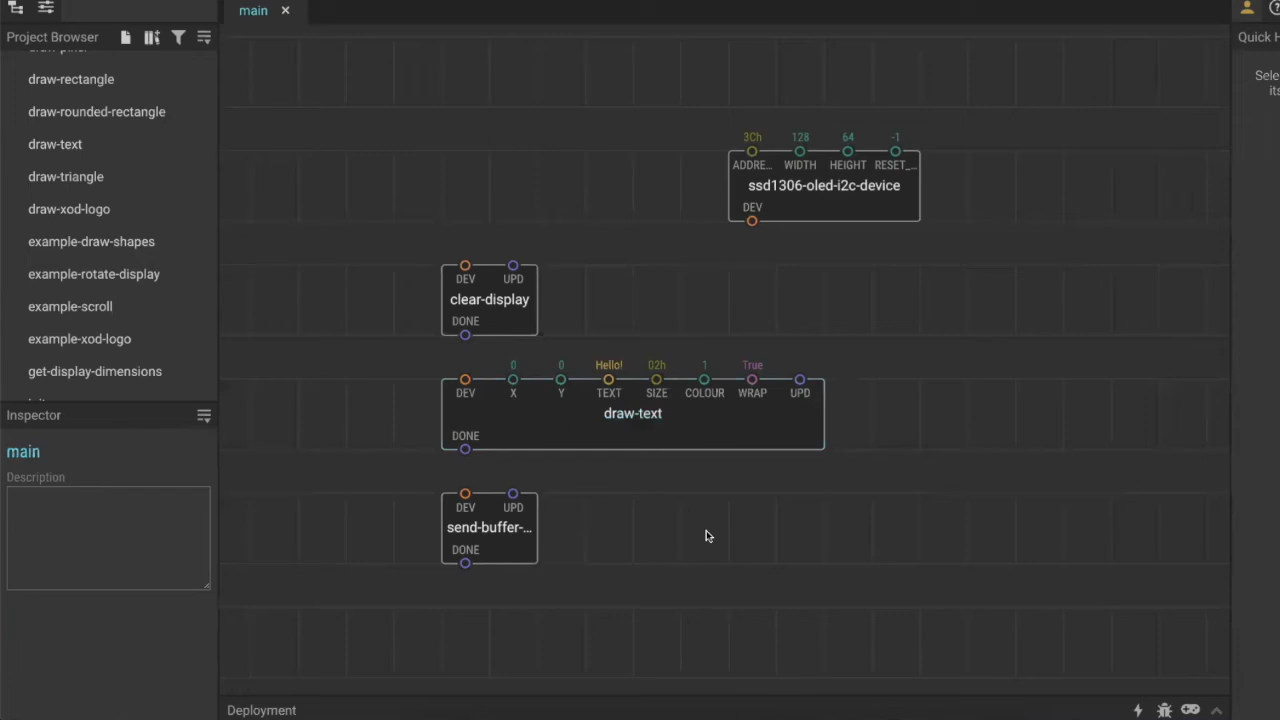 main
Project Browser
Quick H
draw-pixel
draw-rectangle
draw-rounded-rectangle
draw-text
draw-triangle
draw-xod-logo
example-draw-shapes
example-rotate-display
example-scroll
example-xod-logo
get-display-dimensions
Sele
its
3Ch 128 64 -1
ADDRE... WIDTH HEIGHT RESET_...
ssd1306-oled-i2c-device
DEV
DEV UPD
clear-display
DONE
0 0 Hello! 02h 1 True
DEV X Y TEXT SIZE COLOUR WRAP UPD
draw-text
DONE
DEV UPD
send-buffer-...
DONE
Inspector
main
Description
Deployment